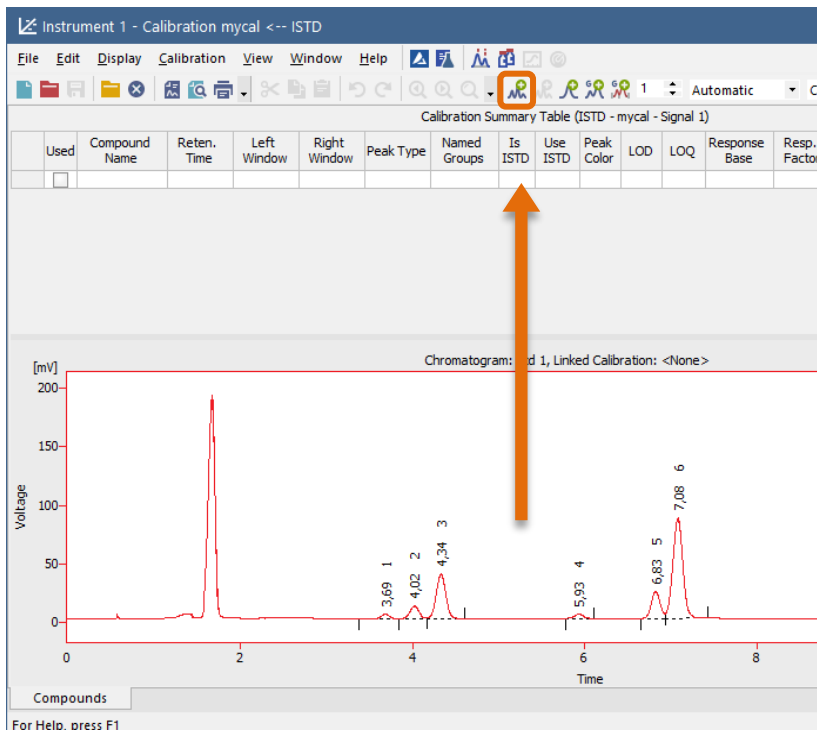 Instrument 1 - Calibration mycal <-- ISTD
File Edit Display Calibration View Window Help
1 Automatic C
Calibration Summary Table (ISTD - mycal - Signal 1)
Used Compound Name Reten. Time Left Window Right Window Peak Type Named Groups Is ISTD Use ISTD Peak Color LOD LOQ Response Base Resp. Factor
Chromatogram: 1, Linked Calibration: <None>
[mV]
200
150
100
50
0
Voltage
3,69 1
4,02 2
4,34 3
5,93 4
6,83 5
7,08 6
0 2 4 6 8
Time
Compounds
For Help, press F1